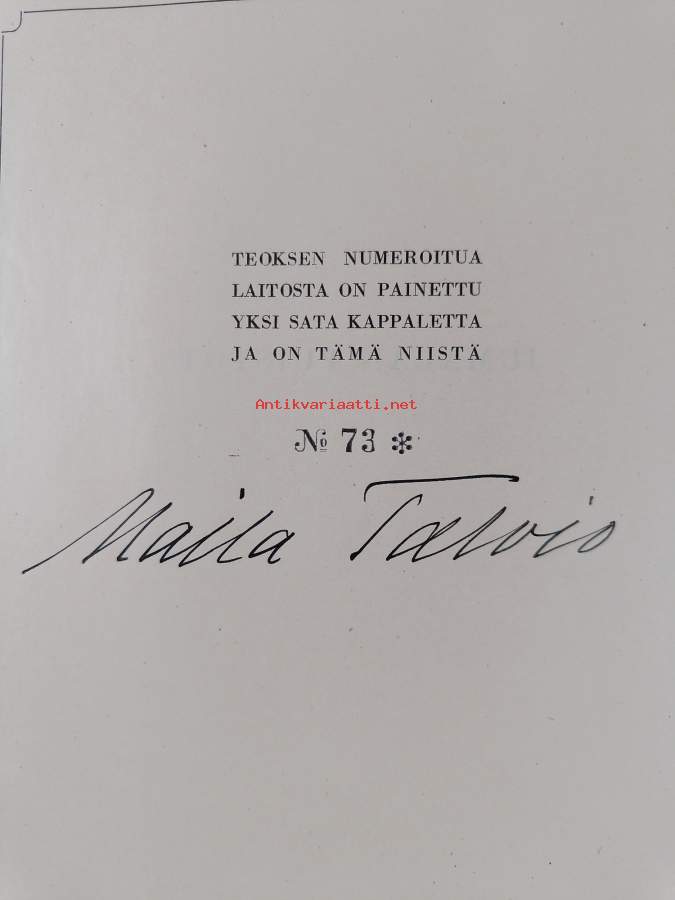 TEOKSEN NUMEROITUA
LAITOSTA ON PAINETTU
YKSI SATA KAPPALETTA
JA ON TÄMÄ NIISTÄ
Antikvariaatti.net
№ 73 *
Maila Talvio